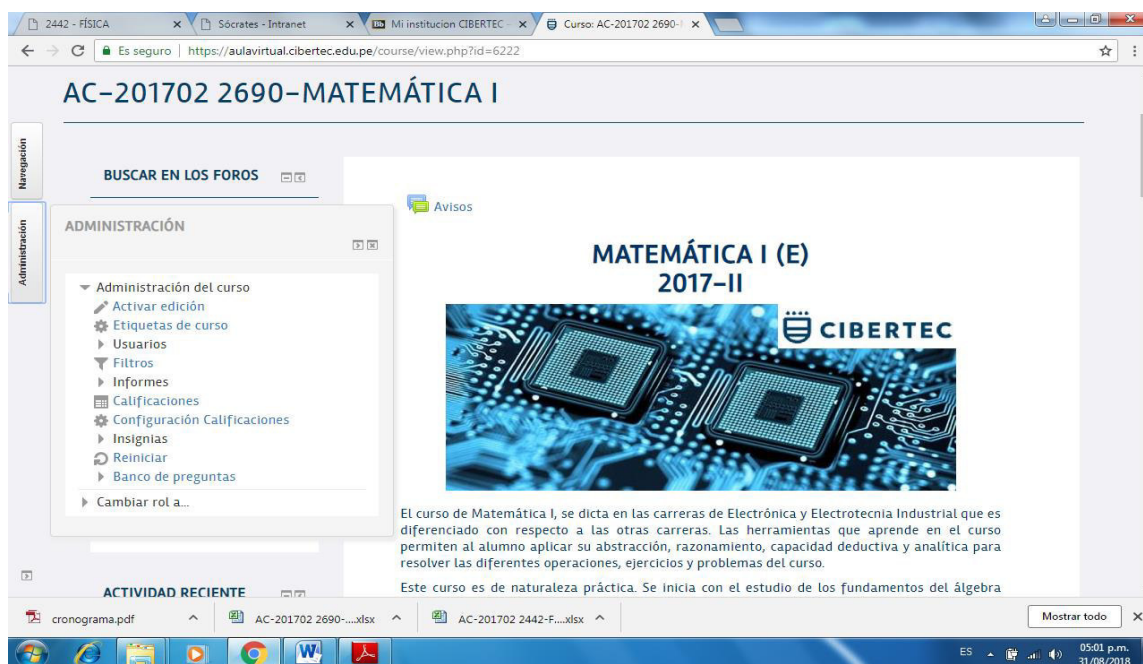 2442 - FÍSICA
Sócrates - Intranet
Mi institucion CIBERTEC -
Curso: AC-201702 2690-
Es seguro | https://aulavirtual.cibertec.edu.pe/course/view.php?id=6222
AC-201702 2690-MATEMÁTICA I
Navegación
Administración
BUSCAR EN LOS FOROS
ADMINISTRACIÓN
Administración del curso
Activar edición
Etiquetas de curso
Usuarios
Filtros
Informes
Calificaciones
Configuración Calificaciones
Insignias
Reiniciar
Banco de preguntas
Cambiar rol a...
ACTIVIDAD RECIENTE
Avisos
MATEMÁTICA I (E)
2017-II
CIBERTEC
El curso de Matemática I, se dicta en las carreras de Electrónica y Electrotecnia Industrial que es
diferenciado con respecto a las otras carreras. Las herramientas que aprende en el curso
permiten al alumno aplicar su abstracción, razonamiento, capacidad deductiva y analítica para
resolver las diferentes operaciones, ejercicios y problemas del curso.
Este curso es de naturaleza práctica. Se inicia con el estudio de los fundamentos del álgebra
cronograma.pdf
AC-201702 2690-....xlsx
AC-201702 2442-F....xlsx
Mostrar todo
ES
05:01 p.m.
31/08/2018